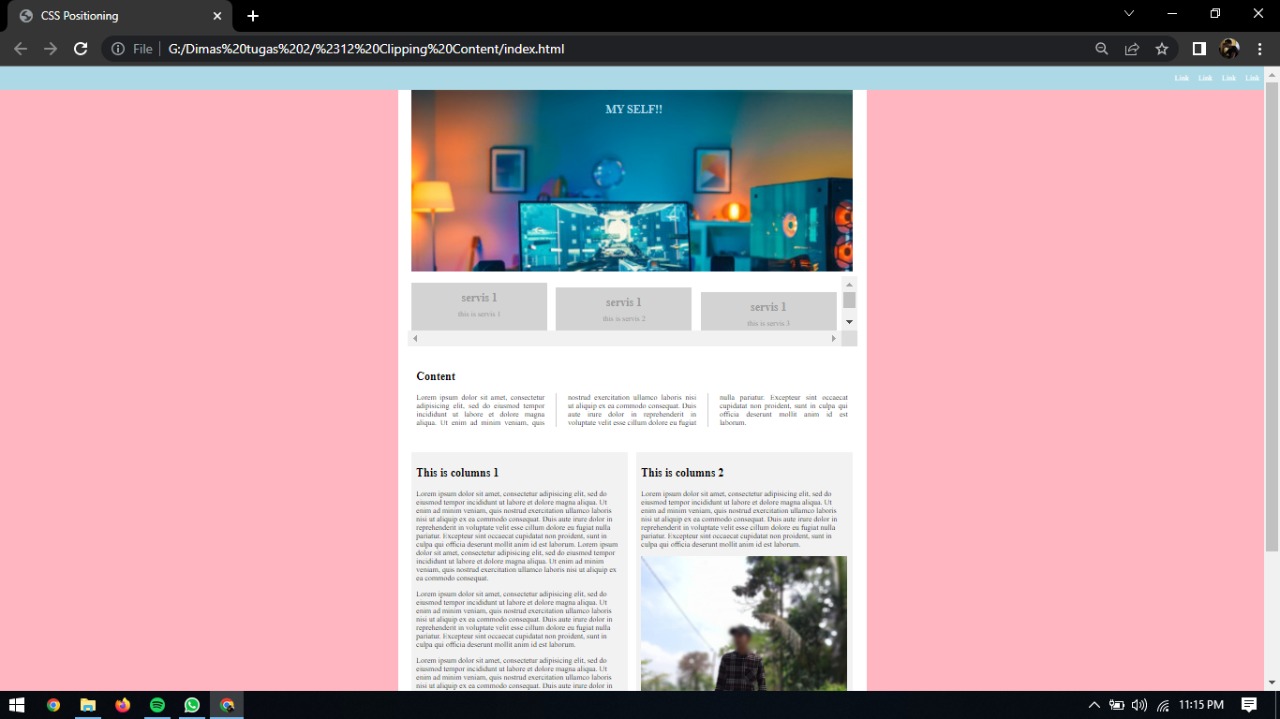 CSS Positioning
File
G:/Dimas%20tugas%202/%2312%20Clipping%20Content/index.html
Link Link Link Link
MY SELF!!
servis 1
this is servis 1
servis 1
this is servis 2
servis 1
this is servis 3
Content
Lorem ipsum dolor sit amet, consectetur
adipisicing elit, sed do eiusmod tempor
incididunt ut labore et dolore magna
aliqua. Ut enim ad minim veniam, quis
nostrud exercitation ullamco laboris nisi
ut aliquip ex ea commodo consequat. Duis
aute irure dolor in reprehenderit in
voluptate velit esse cillum dolore eu fugiat
nulla pariatur. Excepteur sint occaecat
cupidatat non proident, sunt in culpa qui
officia deserunt mollit anim id est
laborum.
This is columns 1
Lorem ipsum dolor sit amet, consectetur adipisicing elit, sed do
eiusmod tempor incididunt ut labore et dolore magna aliqua. Ut
enim ad minim veniam, quis nostrud exercitation ullamco laboris
nisi ut aliquip ex ea commodo consequat. Duis aute irure dolor in
reprehenderit in voluptate velit esse cillum dolore eu fugiat nulla
pariatur. Excepteur sint occaecat cupidatat non proident, sunt in
culpa qui officia deserunt mollit anim id est laborum. Lorem ipsum
dolor sit amet, consectetur adipisicing elit, sed do eiusmod tempor
incididunt ut labore et dolore magna aliqua. Ut enim ad minim
veniam, quis nostrud exercitation ullamco laboris nisi ut aliquip ex
ea commodo consequat.
Lorem ipsum dolor sit amet, consectetur adipisicing elit, sed do
eiusmod tempor incididunt ut labore et dolore magna aliqua. Ut
enim ad minim veniam, quis nostrud exercitation ullamco laboris
nisi ut aliquip ex ea commodo consequat. Duis aute irure dolor in
reprehenderit in voluptate velit esse cillum dolore eu fugiat nulla
pariatur. Excepteur sint occaecat cupidatat non proident, sunt in
culpa qui officia deserunt mollit anim id est laborum.
Lorem ipsum dolor sit amet, consectetur adipisicing elit, sed do
eiusmod tempor incididunt ut labore et dolore magna aliqua. Ut
enim ad minim veniam, quis nostrud exercitation ullamco laboris
nisi ut aliquip ex ea commodo consequat. Duis aute irure dolor in
This is columns 2
Lorem ipsum dolor sit amet, consectetur adipisicing elit, sed do
eiusmod tempor incididunt ut labore et dolore magna aliqua. Ut
enim ad minim veniam, quis nostrud exercitation ullamco laboris
nisi ut aliquip ex ea commodo consequat. Duis aute irure dolor in
reprehenderit in voluptate velit esse cillum dolore eu fugiat nulla
pariatur. Excepteur sint occaecat cupidatat non proident, sunt in
culpa qui officia deserunt mollit anim id est laborum.
11:15 PM